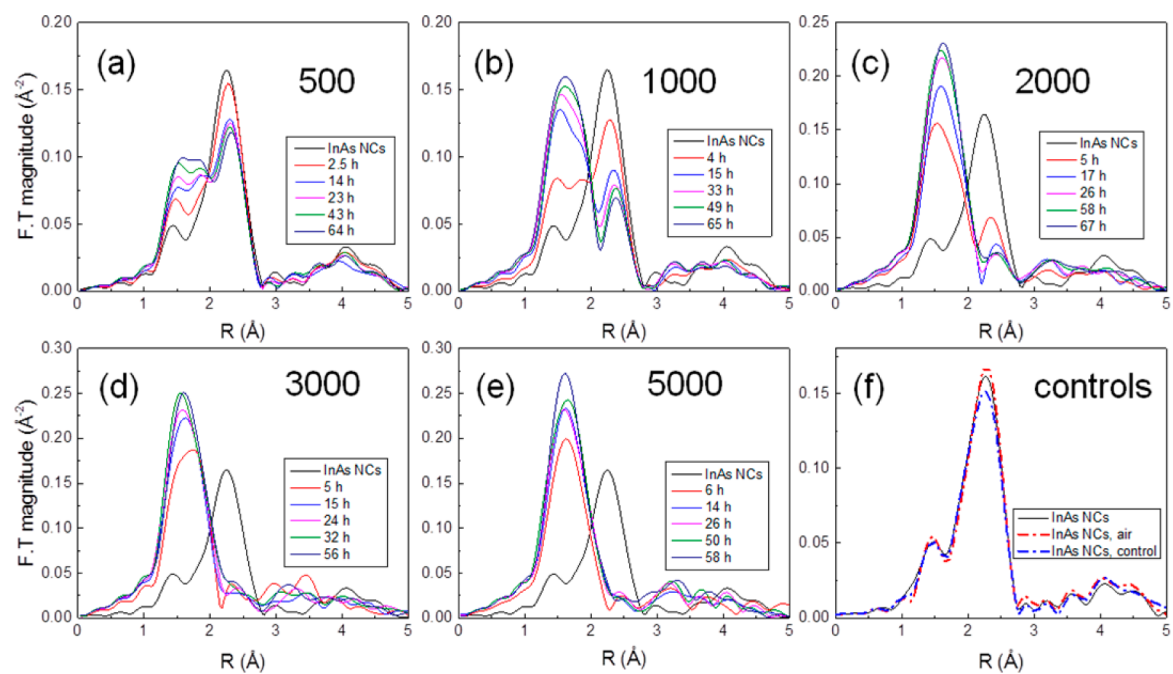 (a) 500
F.T magnitude (Å-2)
0.20
0.15
0.10
0.05
0.00
InAs NCs
2.5 h
14 h
23 h
43 h
64 h
0 1 2 3 4 5
R (Å)
(b) 1000
0.20
0.15
0.10
0.05
0.00
InAs NCs
4 h
15 h
33 h
49 h
65 h
0 1 2 3 4 5
R (Å)
(c) 2000
0.25
0.20
0.15
0.10
0.05
0.00
InAs NCs
5 h
17 h
26 h
58 h
67 h
0 1 2 3 4 5
R (Å)
(d) 3000
F.T magnitude (Å-2)
0.30
0.25
0.20
0.15
0.10
0.05
0.00
InAs NCs
5 h
15 h
24 h
32 h
56 h
0 1 2 3 4 5
R (Å)
(e) 5000
0.30
0.25
0.20
0.15
0.10
0.05
0.00
InAs NCs
6 h
14 h
26 h
50 h
58 h
0 1 2 3 4 5
R (Å)
(f) controls
0.15
0.10
0.05
0.00
InAs NCs
InAs NCs, air
InAs NCs, control
0 1 2 3 4 5
R (Å)